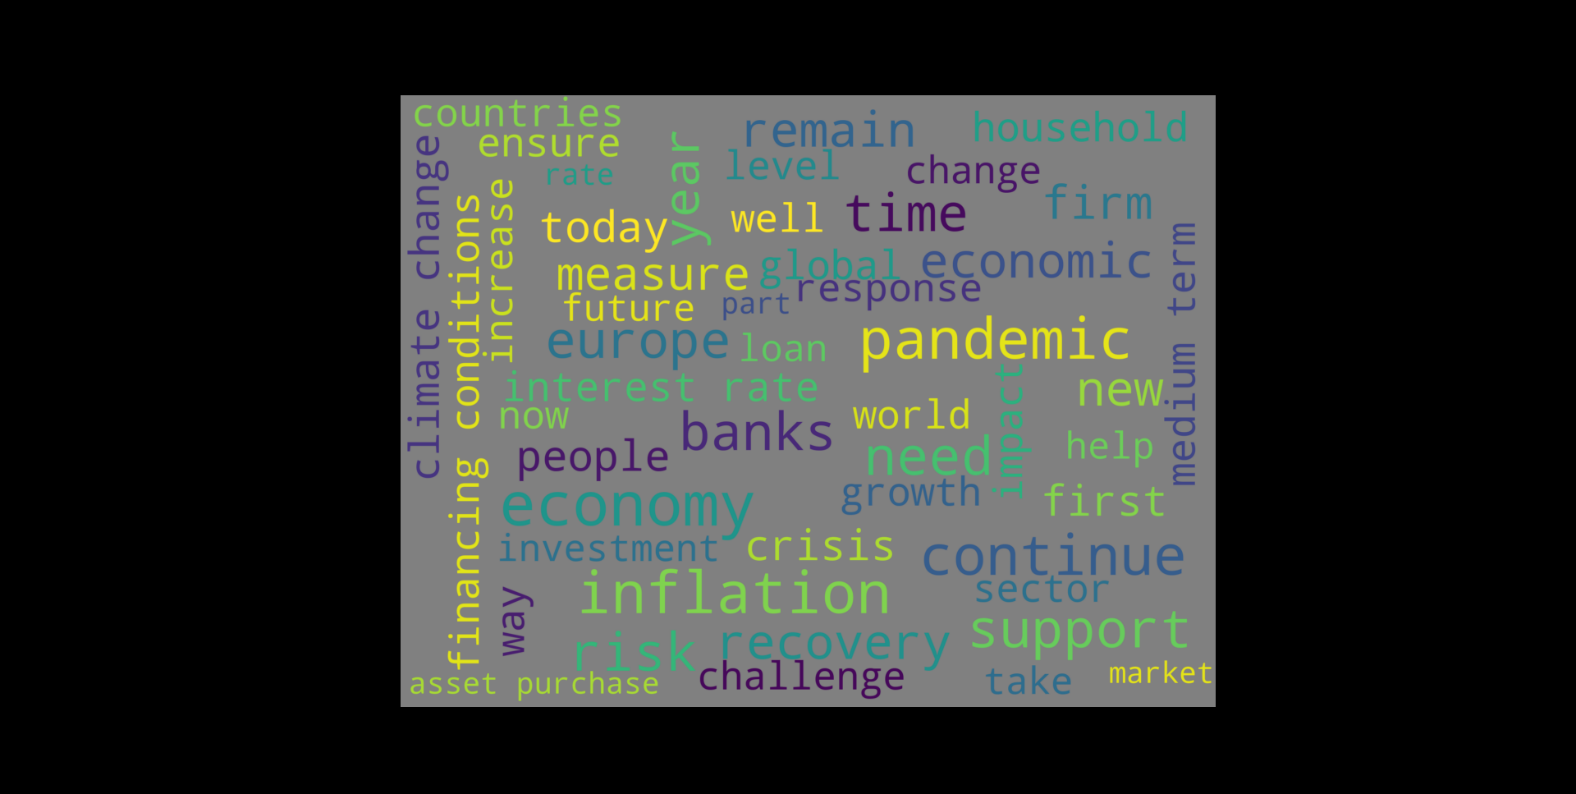 countries
ensure
rate
climate change
financing conditions
increase
year
remain
household
level
change
firm
today
well
time
measure
global
economic
response
future
part
medium term
europe
loan
pandemic
interest rate
impact
new
now
banks
world
people
need
help
economy
growth
first
investment
crisis
continue
inflation
sector
way
risk
recovery
support
challenge
asset purchase
take
market